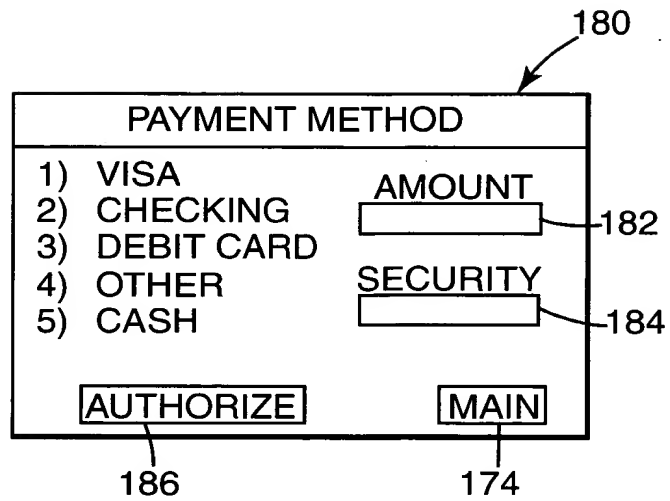 180
PAYMENT METHOD
1) VISA
2) CHECKING
3) DEBIT CARD
4) OTHER
5) CASH
AMOUNT
182
SECURITY
184
AUTHORIZE
MAIN
186
174